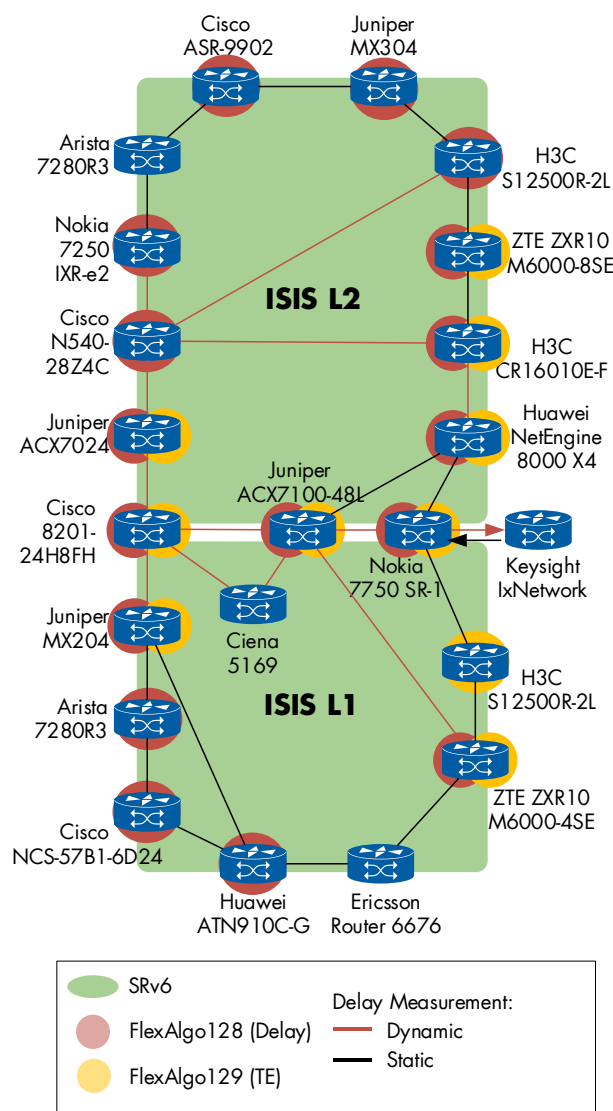 Cisco
ASR-9902
Juniper
MX304
Arista
7280R3
H3C
S12500R-2L
Nokia
7250
IXR-e2
ZTE ZXR10
M6000-8SE
ISIS L2
Cisco
N540-
28Z4C
H3C
CR16010E-F
Juniper
ACX7024
Huawei
NetEngine
8000 X4
Juniper
ACX7100-48L
Cisco
8201-
24H8FH
Nokia
7750 SR-1
Keysight
IxNetwork
Juniper
MX204
Ciena
5169
H3C
S12500R-2L
Arista
7280R3
ISIS L1
ZTE ZXR10
M6000-4SE
Cisco
NCS-57B1-6D24
Huawei
ATN910C-G
Ericsson
Router 6676
SRv6
FlexAlgo128 (Delay)
FlexAlgo129 (TE)
Delay Measurement:
Dynamic
Static